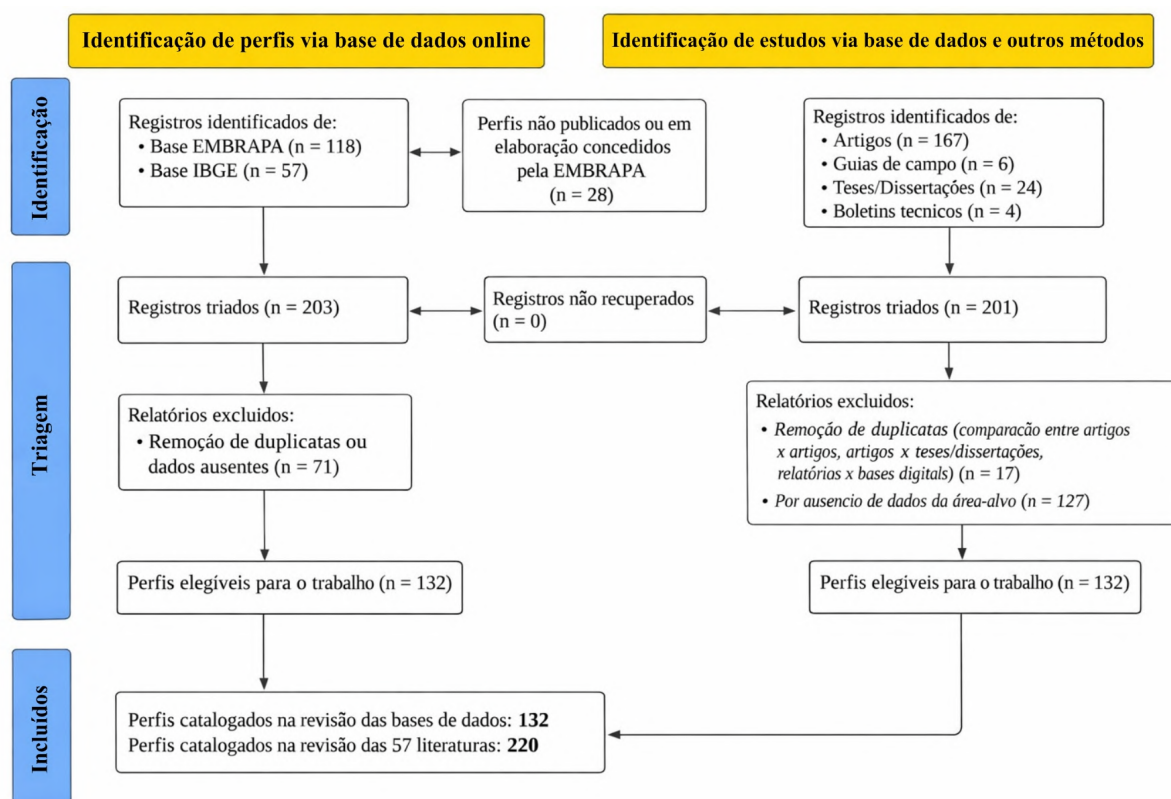 Identificação de perfis via base de dados online
Identificação de estudos via base de dados e outros métodos
Identificação
Registros identificados de:
• Base EMBRAPA (n = 118)
• Base IBGE (n = 57)
Perfis não publicados ou em
elaboração concedidos
pela EMBRAPA
(n = 28)
Registros identificados de:
• Artigos (n = 167)
• Guias de campo (n = 6)
• Teses/Dissertações (n = 24)
• Boletins tecnicos (n = 4)
Triagem
Registros triados (n = 203)
Registros não recuperados
(n = 0)
Registros triados (n = 201)
Relatórios excluidos:
• Remoção de duplicatas ou
dados ausentes (n = 71)
Relatórios excluidos:
• Remoção de duplicatas (comparacão entre artigos
x artigos, artigos x teses/dissertações,
relatórios x bases digitals) (n = 17)
• Por ausencio de dados da área-alvo (n = 127)
Perfis elegíveis para o trabalho (n = 132)
Perfis elegíveis para o trabalho (n = 132)
Incluídos
Perfis catalogados na revisão das bases de dados: 132
Perfis catalogados na revisão das 57 literaturas: 220